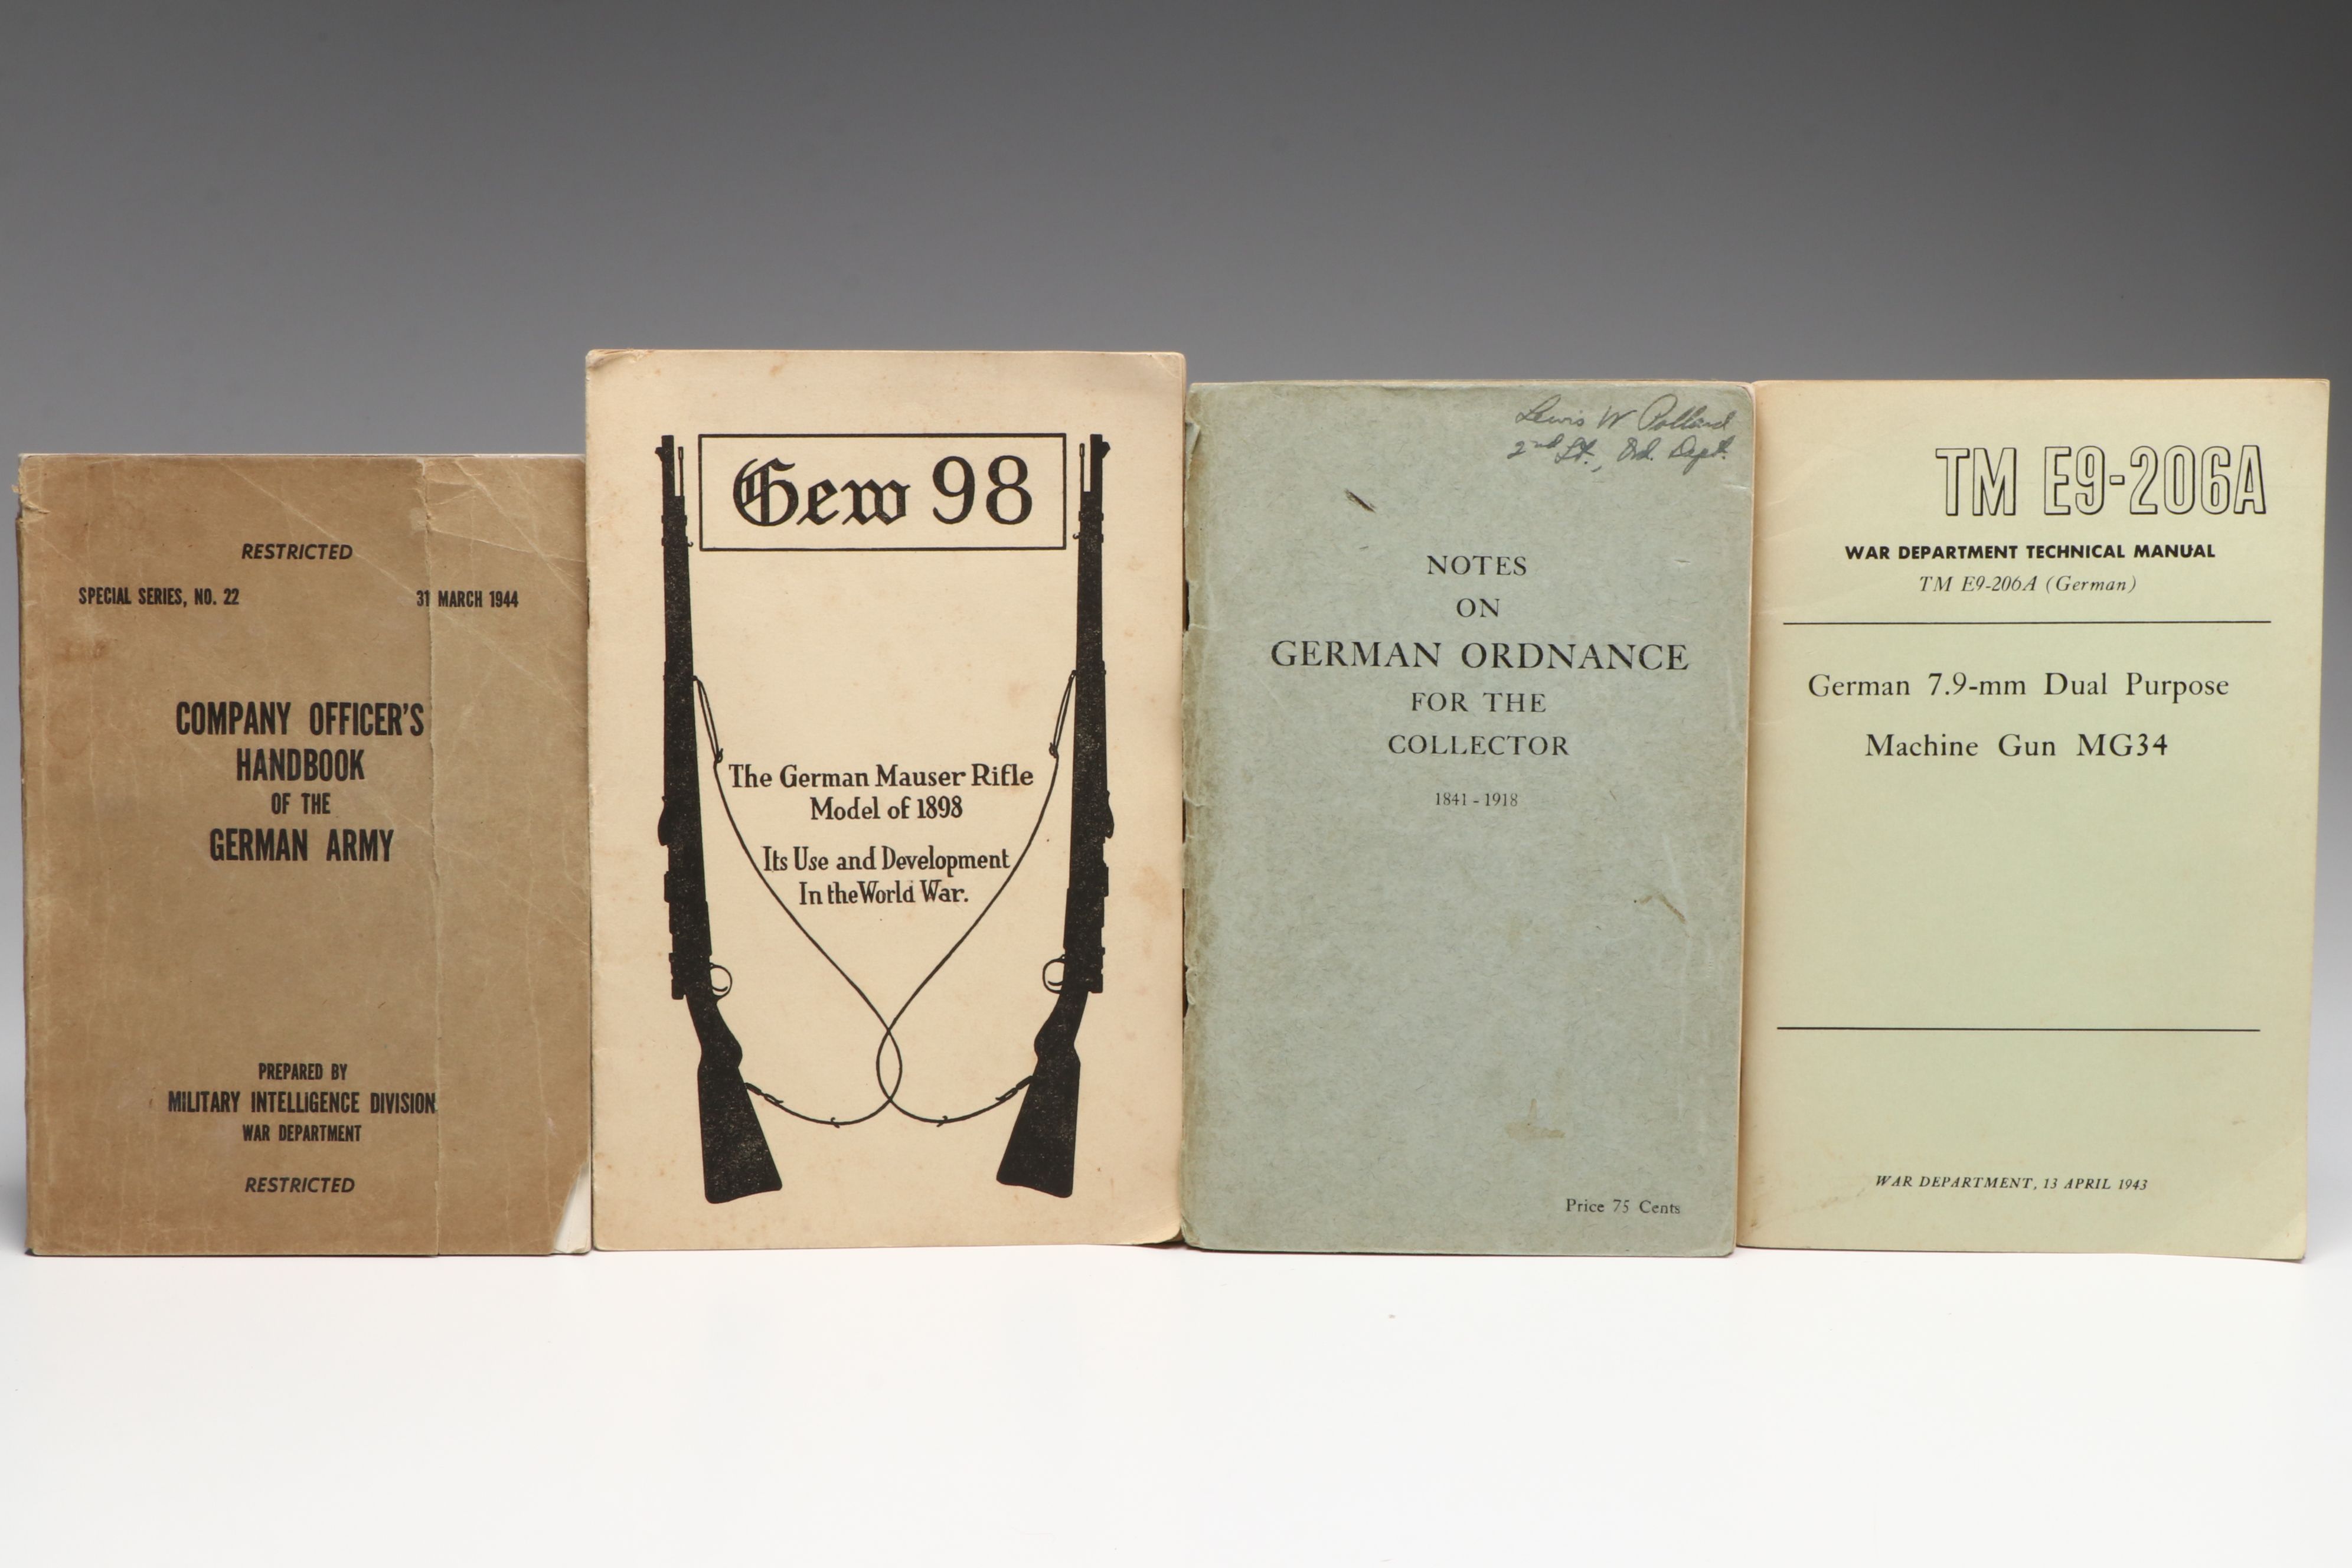 RESTRICTED
SPECIAL SERIES, NO. 22 31 MARCH 1944
COMPANY OFFICER'S
HANDBOOK
OF THE
GERMAN ARMY
PREPARED BY
MILITARY INTELLIGENCE DIVISION
WAR DEPARTMENT
RESTRICTED
Gew 98
The German Mauser Rifle
Model of 1898
Its Use and Development
In the World War.
Lewis W Pollard
2nd Lt., Ord. Dept.
NOTES
ON
GERMAN ORDNANCE
FOR THE
COLLECTOR
1841-1918
Price 75 Cents
TM E9-206A
WAR DEPARTMENT TECHNICAL MANUAL
TM E9-206A (German)
German 7.9-mm Dual Purpose
Machine Gun MG34
WAR DEPARTMENT, 13 APRIL 1943